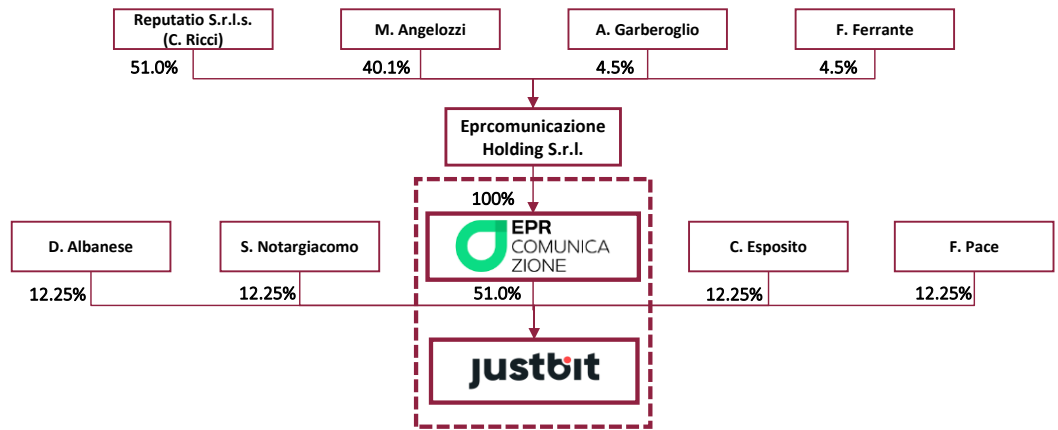 Reputatio S.r.l.s.
(C. Ricci)
M. Angelozzi
A. Garberoglio
F. Ferrante
51.0%
40.1%
4.5%
4.5%
Eprcomunicazione
Holding S.r.l.
100%
EPR
COMUNICA
ZIONE
D. Albanese
S. Notargiacomo
C. Esposito
F. Pace
12.25%
12.25%
51.0%
12.25%
12.25%
justbit